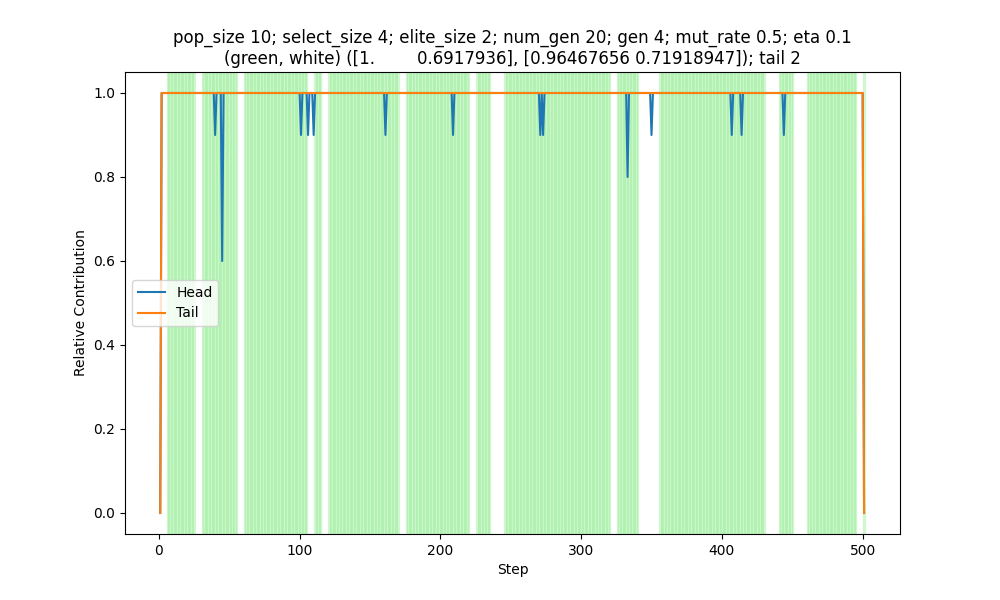 pop_size 10; select_size 4; elite_size 2; num_gen 20; gen 4; mut_rate 0.5; eta 0.1
(green, white) ([1.         0.6917936], [0.96467656 0.71918947]); tail 2
1.0
0.8
0.6
0.4
0.2
0.0
Relative Contribution
Head
Tail
0
100
200
300
400
500
Step